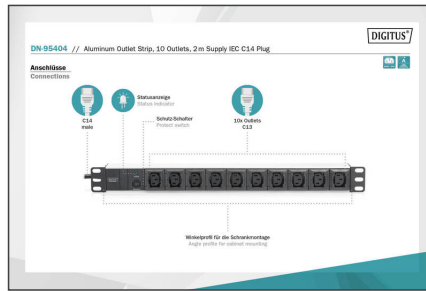 DIGITUS®
DN-95404 // Aluminum Outlet Strip, 10 Outlets, 2 m Supply IEC C14 Plug
Anschlüsse
Connections
Statusanzeige
Status indicator
C14
male
Schutz-Schalter
Protect switch
10x Outlets
C13
Winkelprofil für die Schrankmontage
Angle profile for cabinet mounting